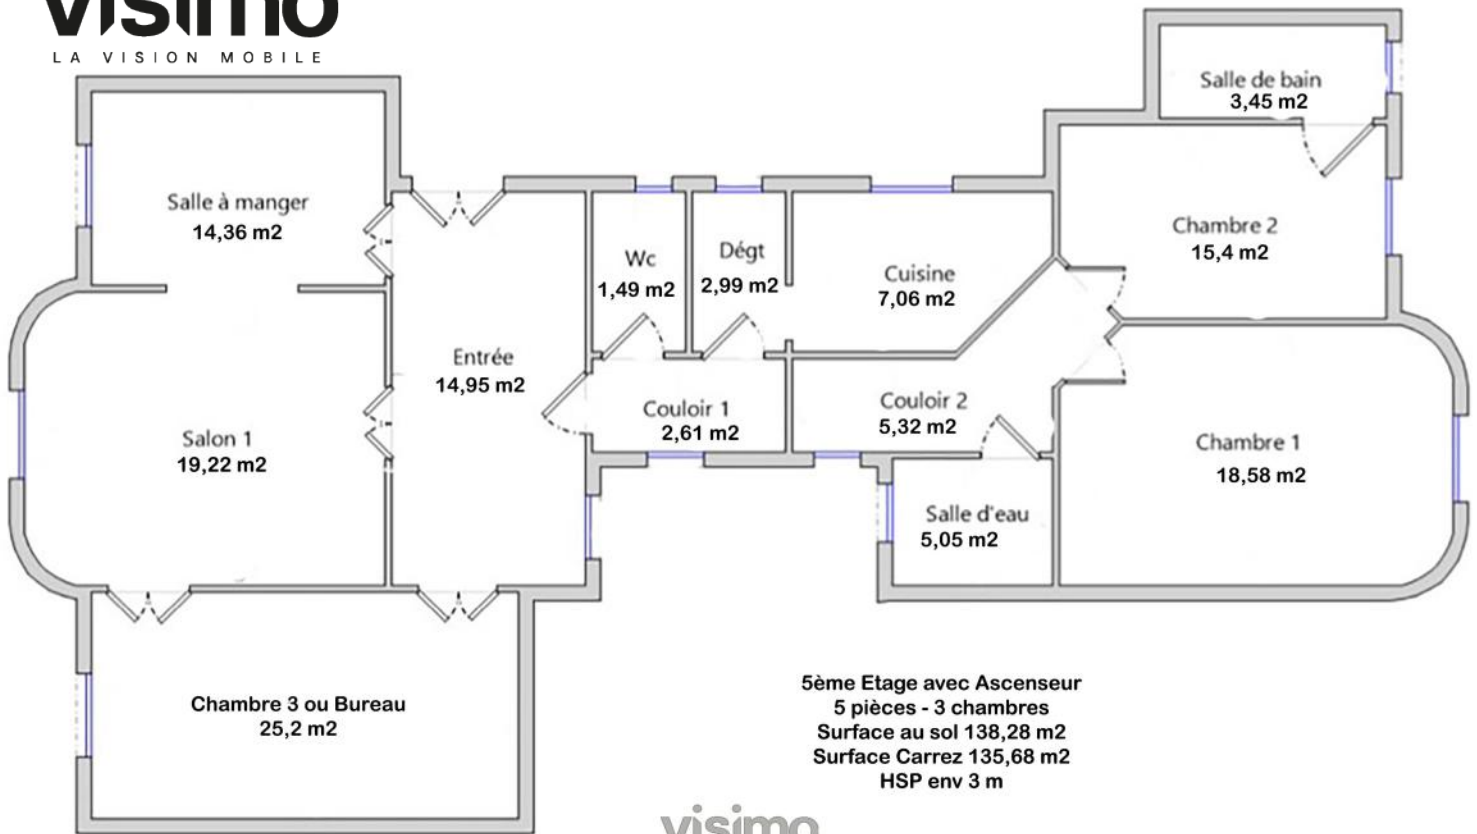 visimo
LA VISION MOBILE
Salle de bain
3,45 m2
Salle à manger
14,36 m2
Chambre 2
15,4 m2
Wc
1,49 m2
Dégt
2,99 m2
Cuisine
7,06 m2
Entrée
14,95 m2
Couloir 1
2,61 m2
Couloir 2
5,32 m2
Salon 1
19,22 m2
Chambre 1
18,58 m2
Salle d'eau
5,05 m2
Chambre 3 ou Bureau
25,2 m2
5ème Etage avec Ascenseur
5 pièces - 3 chambres
Surface au sol 138,28 m2
Surface Carrez 135,68 m2
HSP env 3 m
visimo